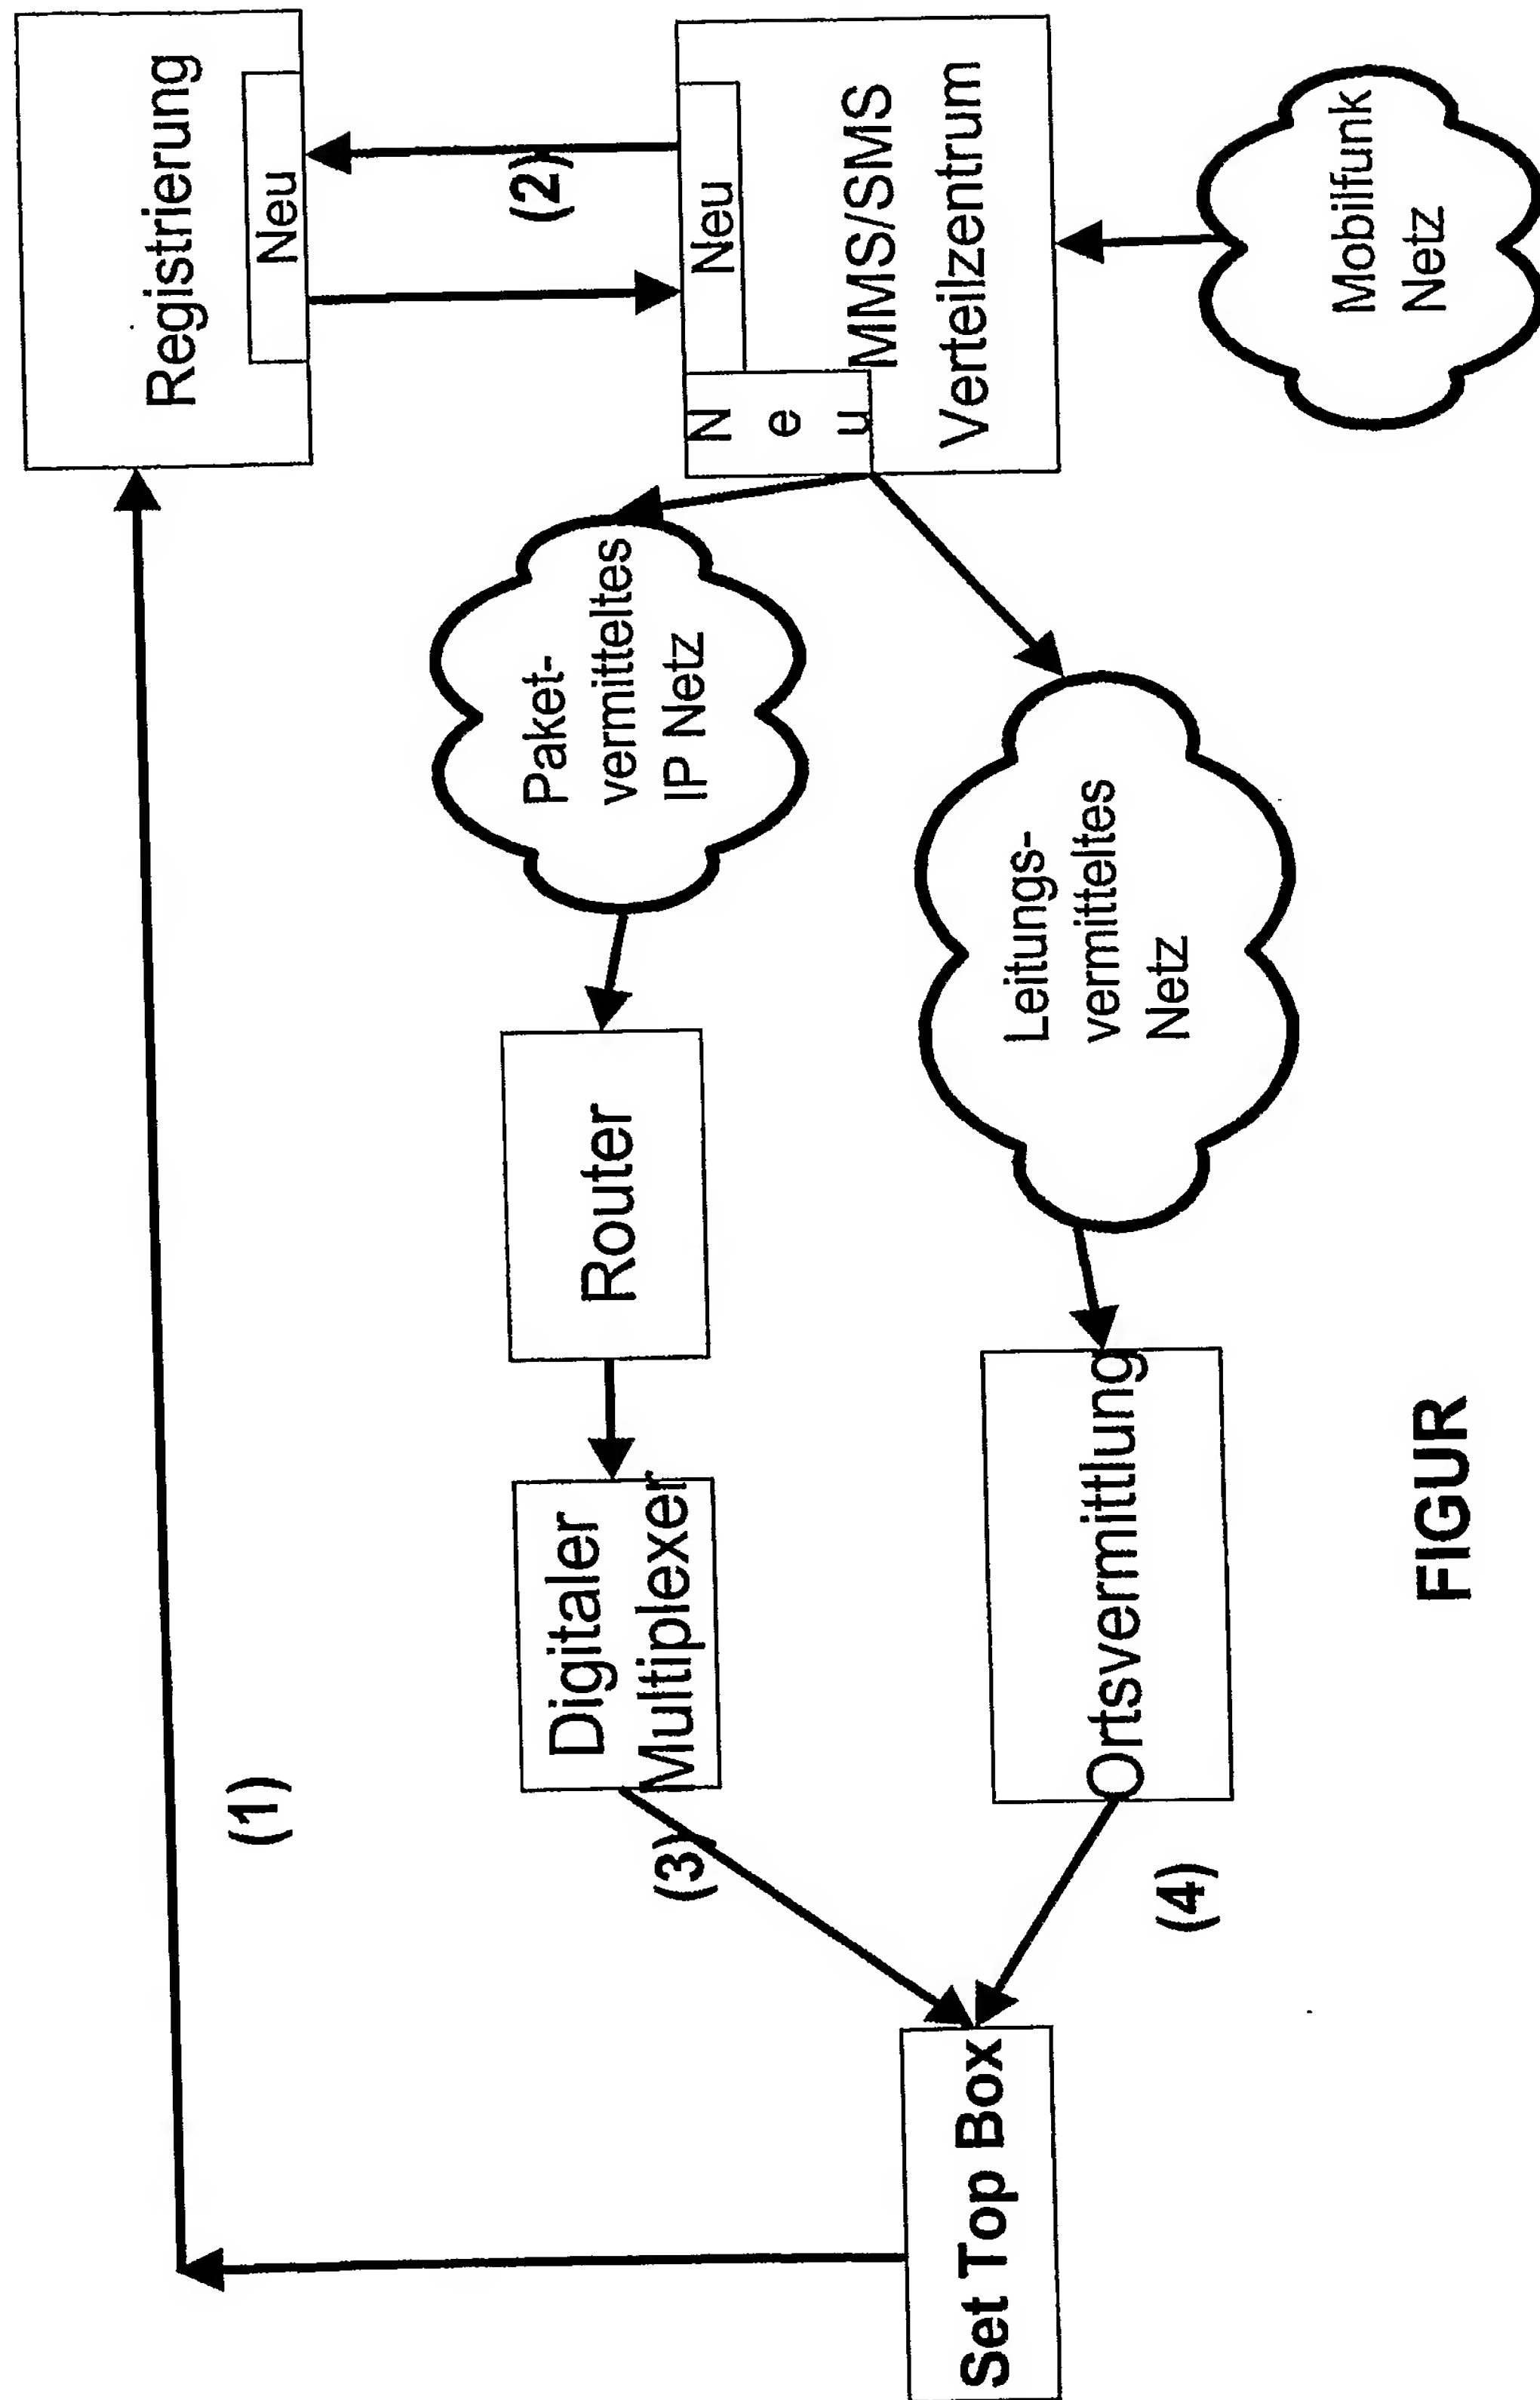 Registrierung
Neu
(2)
Neu
N
e
u
MMS/SMS
Verteilzentrum
Mobilfunk
Netz
(1)
Paket-
vermitteltes
IP Netz
Router
Digitaler
Multiplexer
(3)
Leitungs-
vermitteltes
Netz
Ortsvermittlung
(4)
Set Top Box
FIGUR